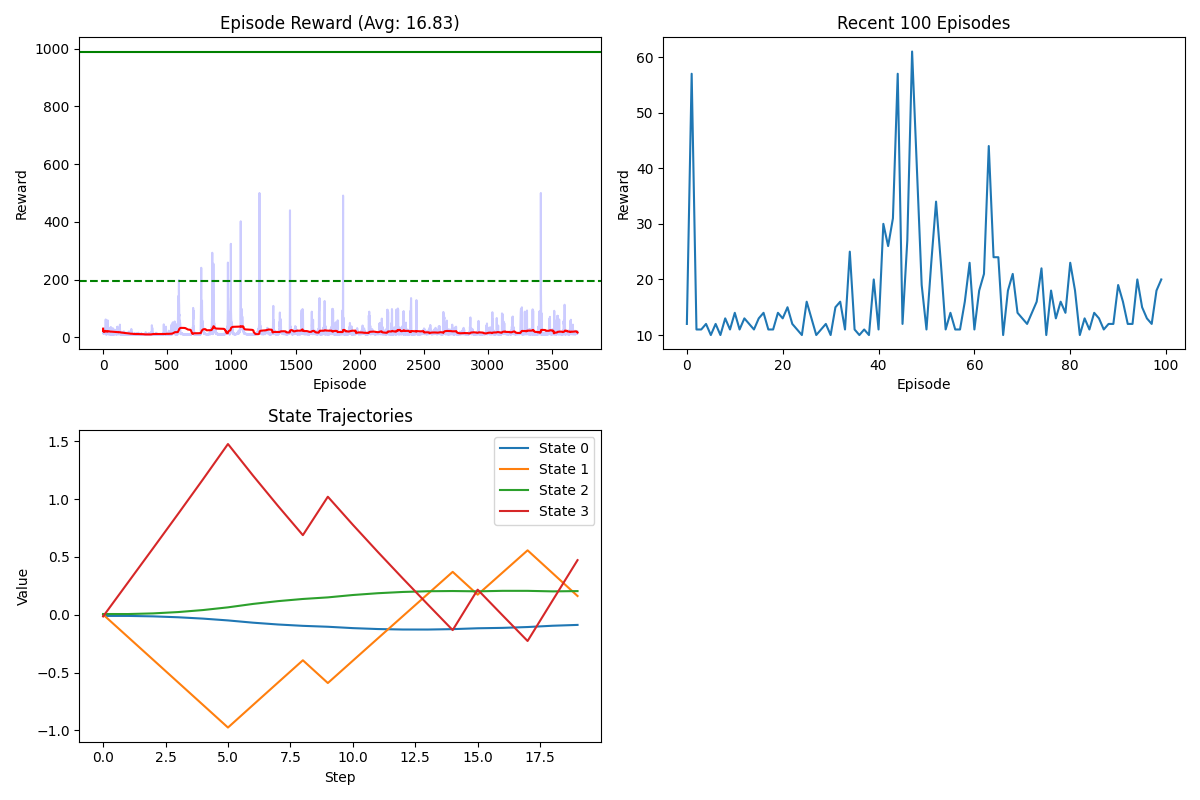 Episode Reward (Avg: 16.83)
1000
800
600
400
200
0
Reward
0 500 1000 1500 2000 2500 3000 3500
Episode
Recent 100 Episodes
60
50
40
30
20
10
Reward
0 20 40 60 80 100
Episode
State Trajectories
1.5
1.0
0.5
0.0
−0.5
−1.0
Value
State 0
State 1
State 2
State 3
0.0 2.5 5.0 7.5 10.0 12.5 15.0 17.5
Step